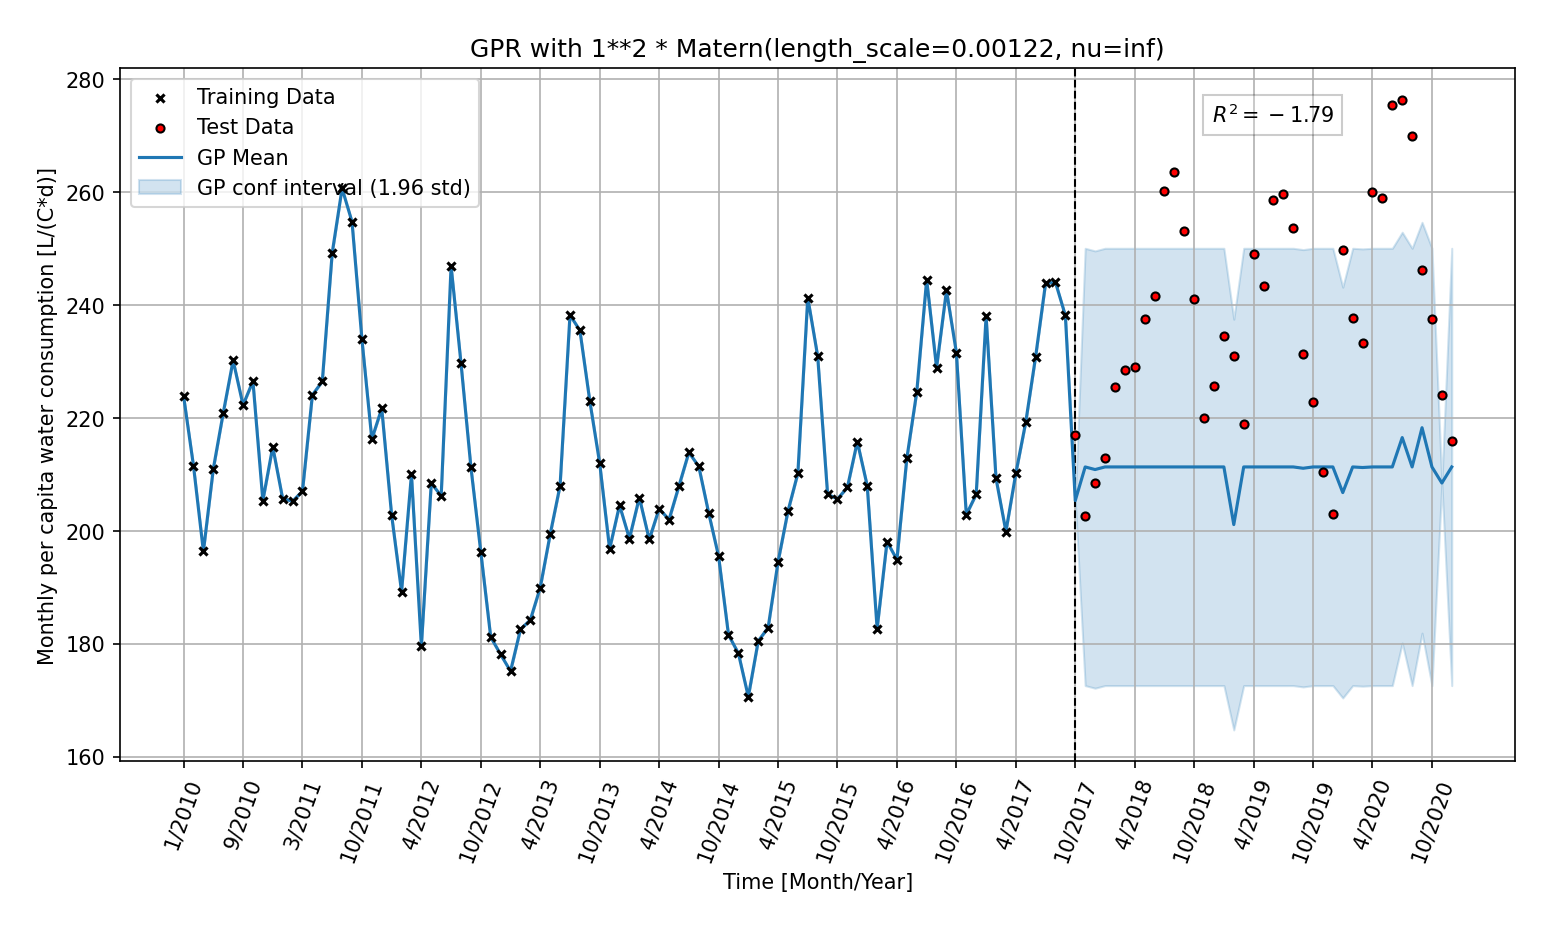 GPR with 1**2 * Matern(length_scale=0.00122, nu=inf)
Monthly per capita water consumption [L/(C*d)]
280
260
240
220
200
180
160
Training Data
Test Data
GP Mean
GP conf interval (1.96 std)
R² = −1.79
1/2010 9/2010 3/2011 10/2011 4/2012 10/2012 4/2013 10/2013 4/2014 10/2014 4/2015 10/2015 4/2016 10/2016 4/2017 10/2017 4/2018 10/2018 4/2019 10/2019 4/2020 10/2020
Time [Month/Year]